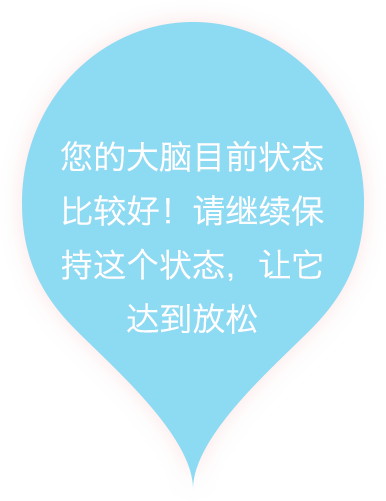 您的大脑目前状态
比较好！请继续保
持这个状态，让它
达到放松